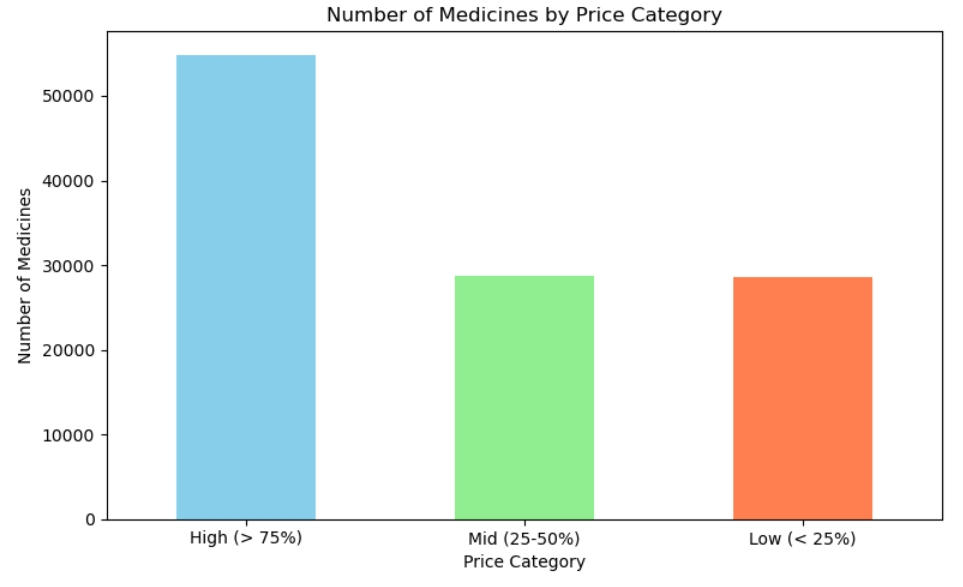 Number of Medicines by Price Category
Number of Medicines
50000
40000
30000
20000
10000
0
High (> 75%)
Mid (25-50%)
Low (< 25%)
Price Category